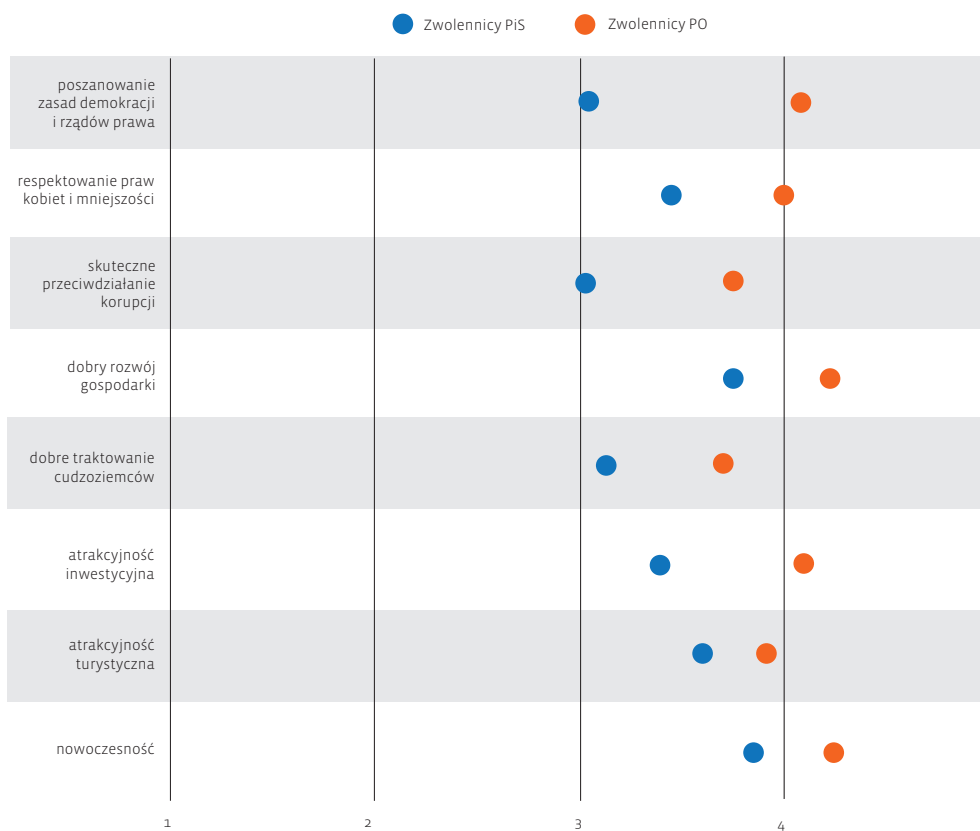 Zwolennicy PiS
Zwolennicy PO
poszanowanie
zasad demokracji
i rządów prawa
respektowanie praw
kobiet i mniejszości
skuteczne
przeciwdziałanie
korupcji
dobry rozwój
gospodarki
dobre traktowanie
cudzoziemców
atrakcyjność
inwestycyjna
atrakcyjność
turystyczna
nowoczesność
1
2
3
4